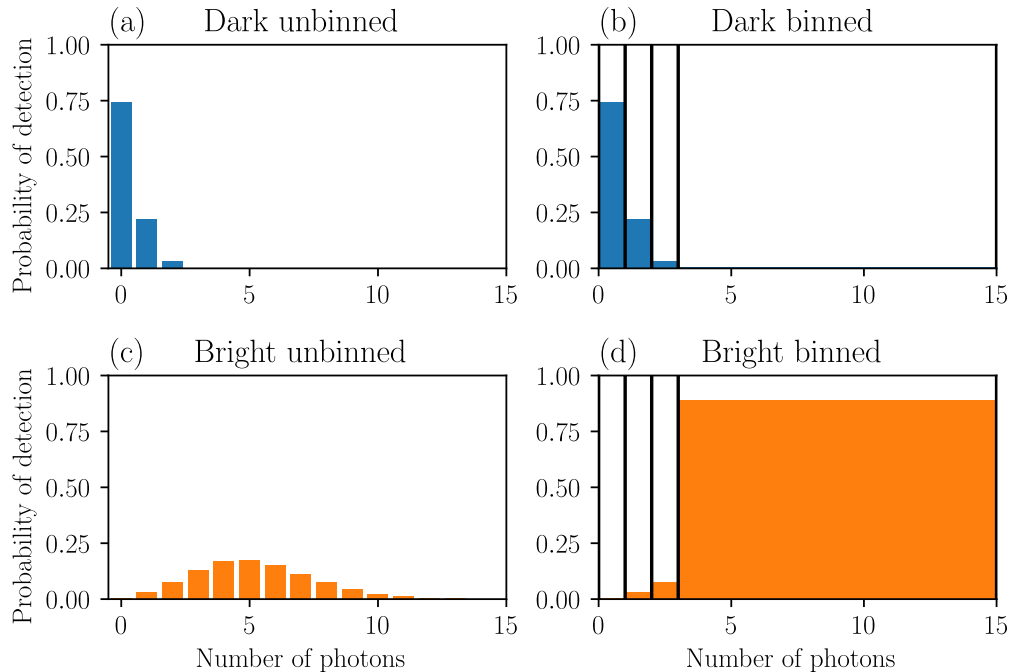 (a) Dark unbinned
Probability of detection
1.00
0.75
0.50
0.25
0.00
0 5 10 15
(b) Dark binned
1.00
0.75
0.50
0.25
0.00
0 5 10 15
(c) Bright unbinned
Probability of detection
1.00
0.75
0.50
0.25
0.00
0 5 10 15
Number of photons
(d) Bright binned
1.00
0.75
0.50
0.25
0.00
0 5 10 15
Number of photons